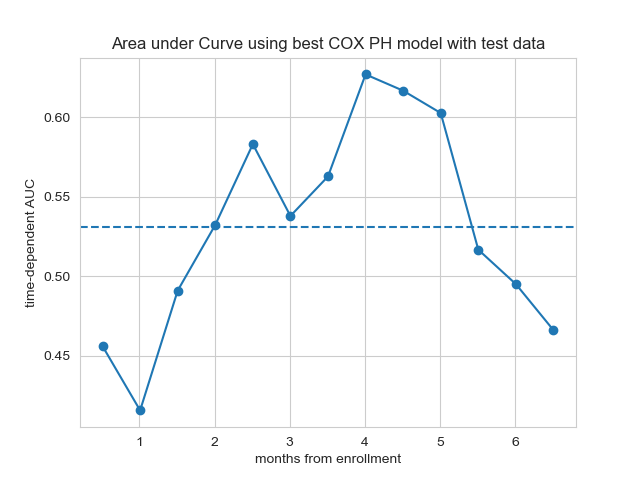 Area under Curve using best COX PH model with test data
time-dependent AUC
0.60
0.55
0.50
0.45
1 2 3 4 5 6
months from enrollment